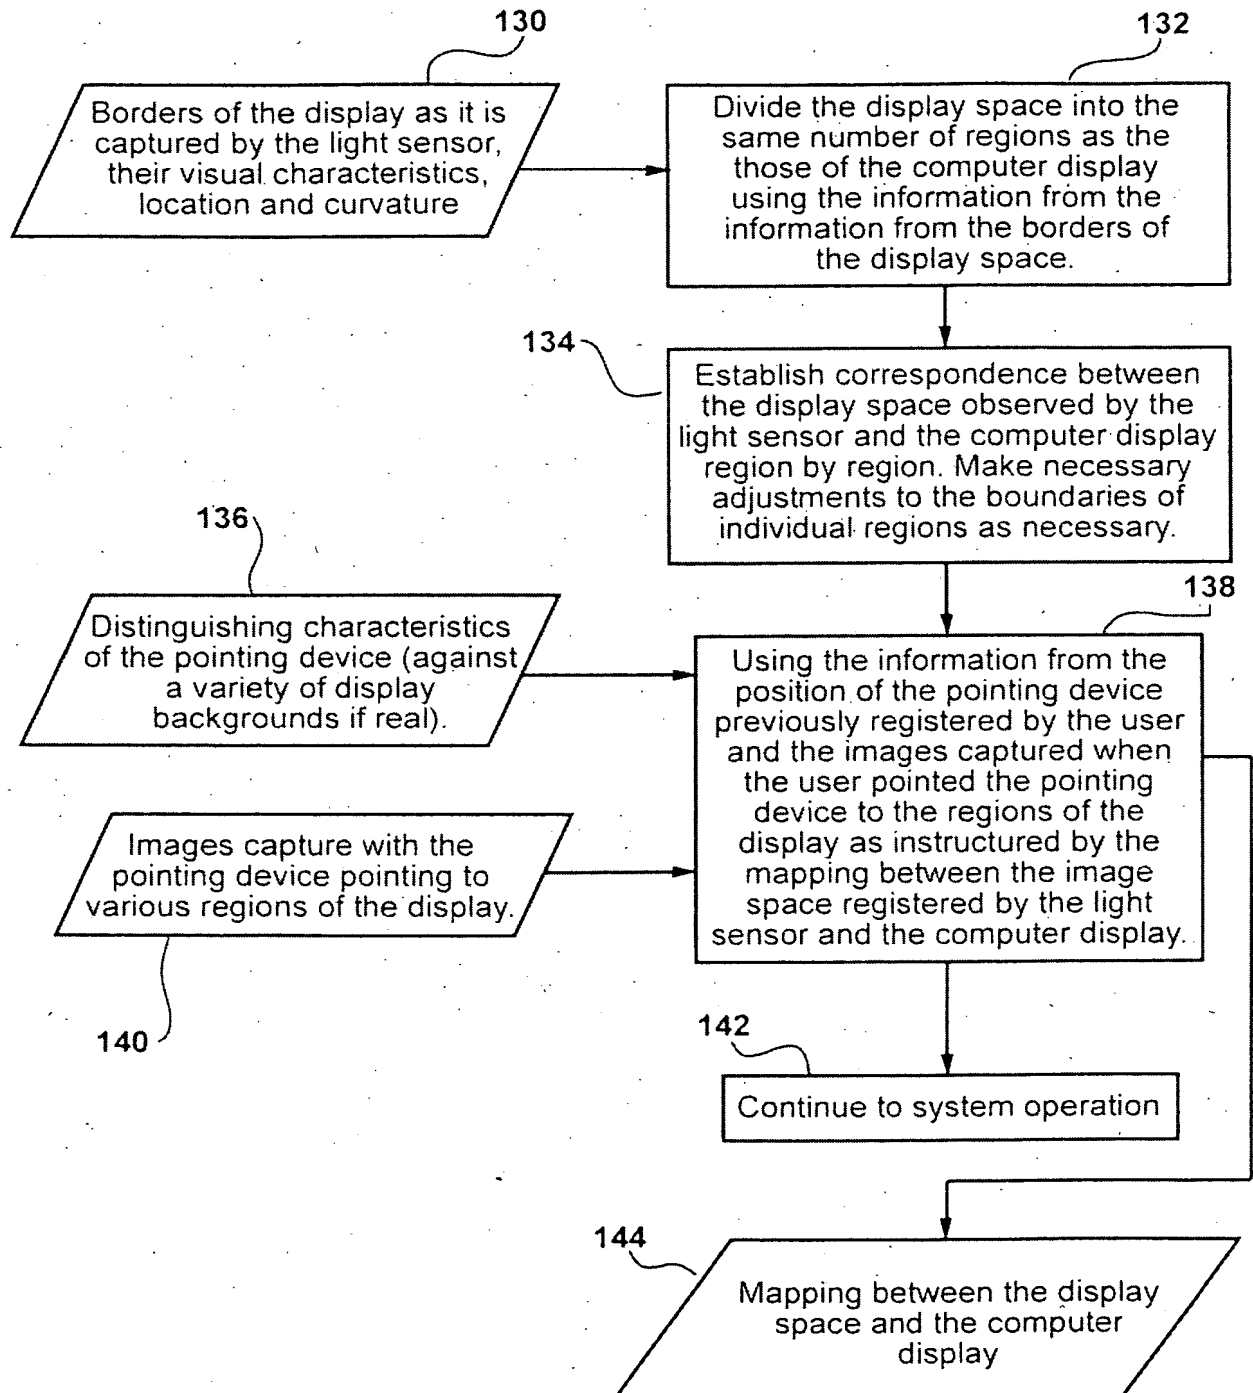 130
Borders of the display as it is
captured by the light sensor,
their visual characteristics,
location and curvature
132
Divide the display space into the
same number of regions as the
those of the computer display
using the information from the
information from the borders of
the display space.
134
Establish correspondence between
the display space observed by the
light sensor and the computer display
region by region. Make necessary
adjustments to the boundaries of
individual regions as necessary.
136
Distinguishing characteristics
of the pointing device (against
a variety of display
backgrounds if real).
138
Using the information from the
position of the pointing device
previously registered by the user
and the images captured when
the user pointed the pointing
device to the regions of the
display as instructured by the
mapping between the image
space registered by the light
sensor and the computer display.
Images capture with the
pointing device pointing to
various regions of the display.
140
142
Continue to system operation
144
Mapping between the display
space and the computer
display